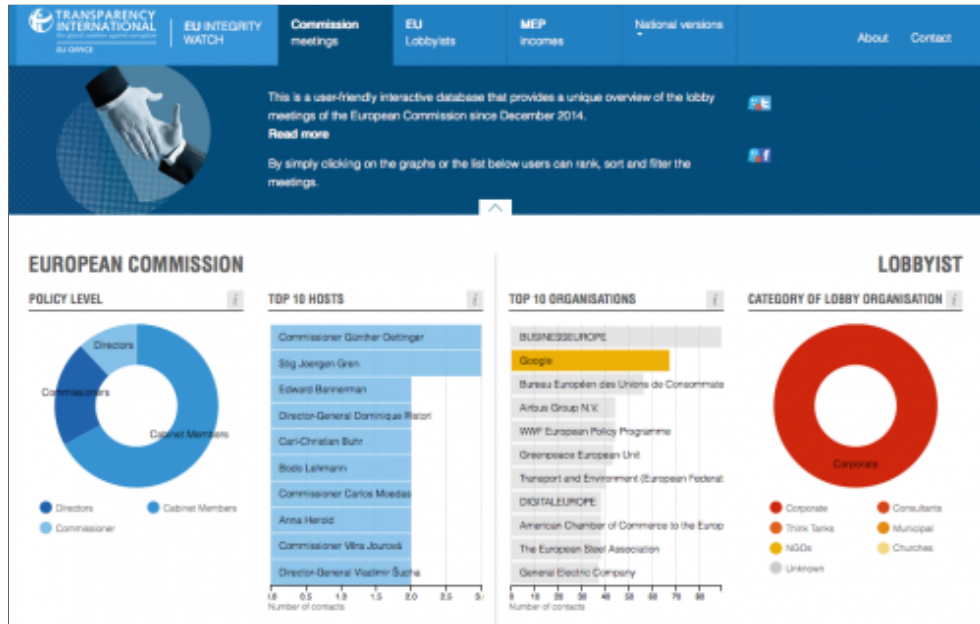 TRANSPARENCY
INTERNATIONAL
the global coalition against corruption
EU OFFICE
EU INTEGRITY
WATCH
Commission
meetings
EU
Lobbyists
MEP
incomes
National versions
About
Contact
This is a user-friendly interactive database that provides a unique overview of the lobby
meetings of the European Commission since December 2014.
Read more
By simply clicking on the graphs or the list below users can rank, sort and filter the
meetings.
EUROPEAN COMMISSION
LOBBYIST
POLICY LEVEL
Directors
Commissioners
Cabinet Members
Directors
Cabinet Members
Commissioner
TOP 10 HOSTS
Commissioner Günther Oettinger
Stig Joergen Gren
Edward Bannerman
Director-General Dominique Ristori
Carl-Christian Buhr
Bodo Lehmann
Commissioner Carlos Moedas
Anna Herold
Commissioner Věra Jourová
Director-General Vladimir Šucha
0.5 1.0 1.5 2.0 2.5
Number of contacts
TOP 10 ORGANISATIONS
BUSINESSEUROPE
Google
Bureau Européen des Unions de Consommate
Airbus Group N.V.
WWF European Policy Programme
Greenpeace European Unit
Transport and Environment (European Federat
DIGITALEUROPE
American Chamber of Commerce to the Europ
The European Steel Association
General Electric Company
0 10 20 30 40 50 60 70 80
Number of contacts
CATEGORY OF LOBBY ORGANISATION
Corporate
Corporate
Consultants
Think Tanks
Municipal
NGOs
Churches
Unknown